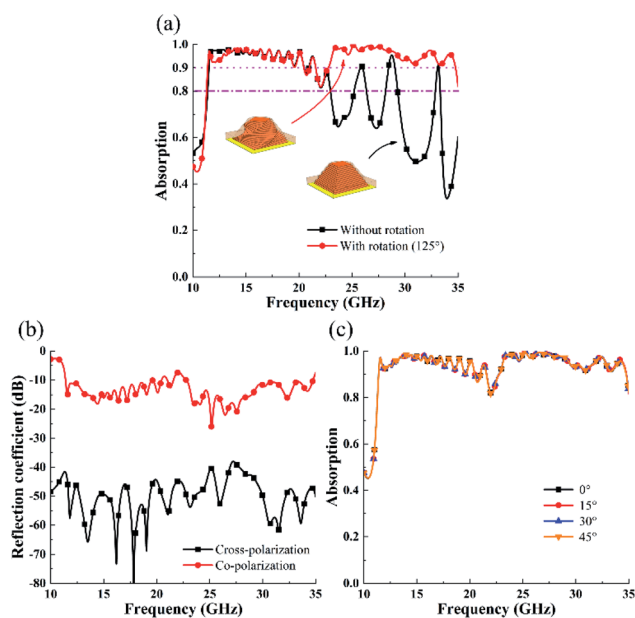 (a)
1.0
0.9
0.8
0.6
0.4
0.2
0.0
Absorption
Without rotation
With rotation (125°)
10 15 20 25 30 35
Frequency (GHz)
(b)
0
-10
-20
-30
-40
-50
-60
-70
-80
Reflection coefficient (dB)
Cross-polarization
Co-polarization
10 15 20 25 30 35
Frequency (GHz)
(c)
1.0
0.8
0.6
0.4
0.2
0.0
Absorption
0°
15°
30°
45°
10 15 20 25 30 35
Frequency (GHz)